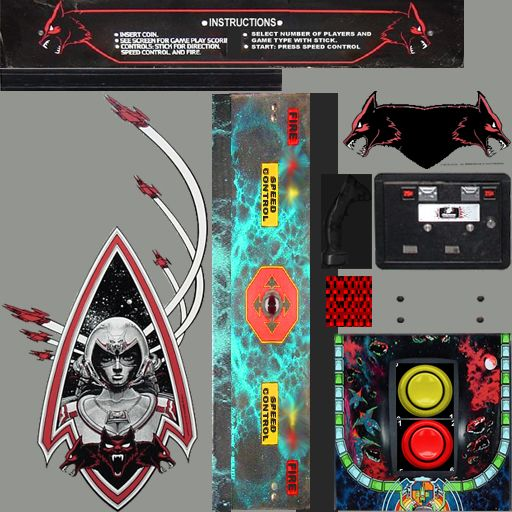 INSTRUCTIONS
INSERT COIN.
SEE SCREEN FOR GAME PLAY SCORE
CONTROLS: STICK FOR DIRECTION,
SPEED CONTROL, AND FIRE.
SELECT NUMBER OF PLAYERS AND
GAME TYPE WITH STICK.
START: PRESS SPEED CONTROL
FIRE
SPEED
CONTROL
SPEED
CONTROL
FIRE